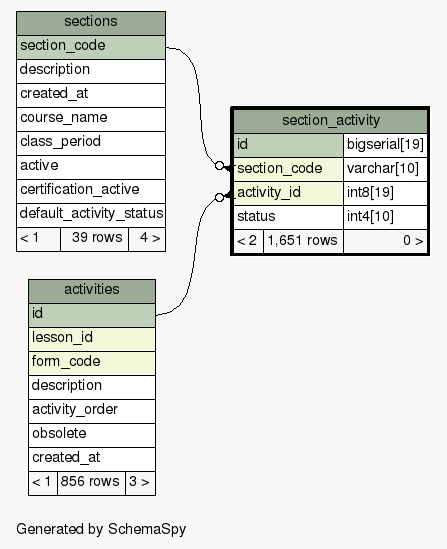 sections
section_code
description
created_at
course_name
class_period
active
certification_active
default_activity_status
< 1 39 rows 4 >
section_activity
id bigserial[19]
section_code varchar[10]
activity_id int8[19]
status int4[10]
< 2 1,651 rows 0 >
activities
id
lesson_id
form_code
description
activity_order
obsolete
created_at
< 1 856 rows 3 >
Generated by SchemaSpy